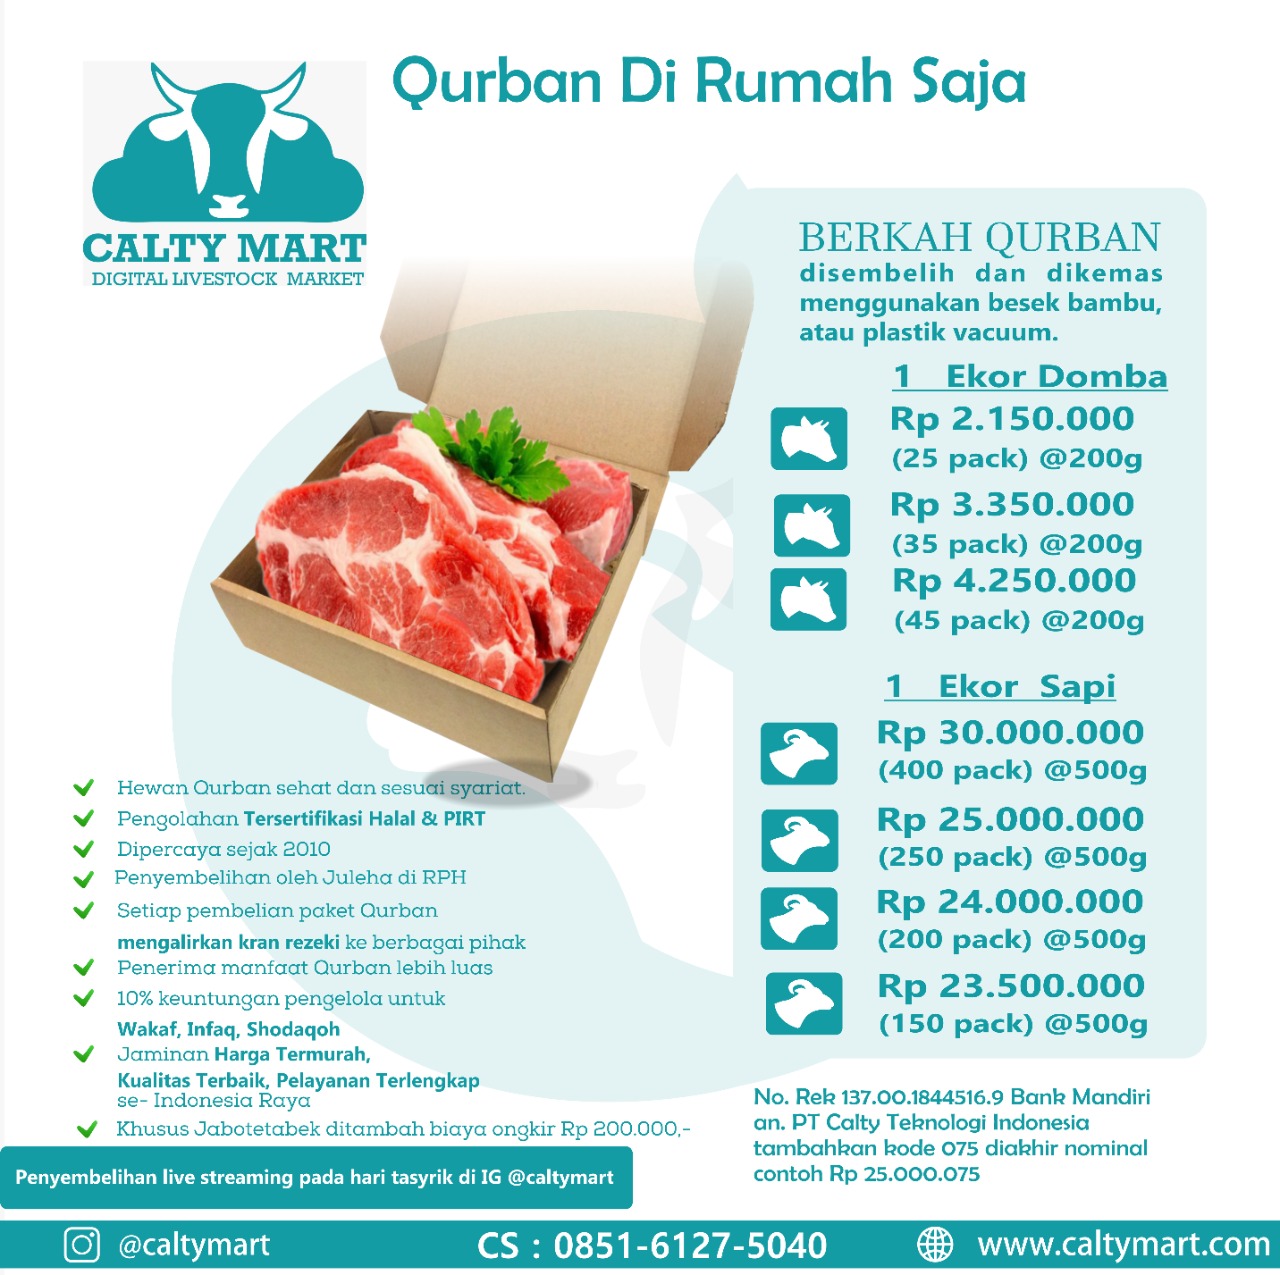 Qurban Di Rumah Saja
CALTY MART
DIGITAL LIVESTOCK MARKET
BERKAH QURBAN
disembelih dan dikemas
menggunakan besek bambu,
atau plastik vacuum.
1 Ekor Domba
Rp 2.150.000
(25 pack) @200g
Rp 3.350.000
(35 pack) @200g
Rp 4.250.000
(45 pack) @200g
1 Ekor Sapi
Rp 30.000.000
(400 pack) @500g
Rp 25.000.000
(250 pack) @500g
Rp 24.000.000
(200 pack) @500g
Rp 23.500.000
(150 pack) @500g
Hewan Qurban sehat dan sesuai syariat.
Pengolahan Tersertifikasi Halal & PIRT
Dipercaya sejak 2010
Penyembelihan oleh Juleha di RPH
Setiap pembelian paket Qurban
mengalirkan kran rezeki ke berbagai pihak
Penerima manfaat Qurban lebih luas
10% keuntungan pengelola untuk
Wakaf, Infaq, Shodaqoh
Jaminan Harga Termurah,
Kualitas Terbaik, Pelayanan Terlengkap
se- Indonesia Raya
Khusus Jabotetabek ditambah biaya ongkir Rp 200.000,-
No. Rek 137.00.1844516.9 Bank Mandiri
an. PT Calty Teknologi Indonesia
tambahkan kode 075 diakhir nominal
contoh Rp 25.000.075
Penyembelihan live streaming pada hari tasyrik di IG @caltymart
@caltymart
CS : 0851-6127-5040
www.caltymart.com